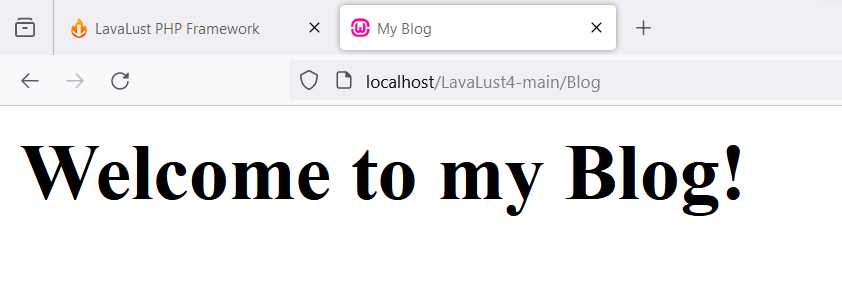 LavaLust PHP Framework
My Blog
localhost/LavaLust4-main/Blog
Welcome to my Blog!